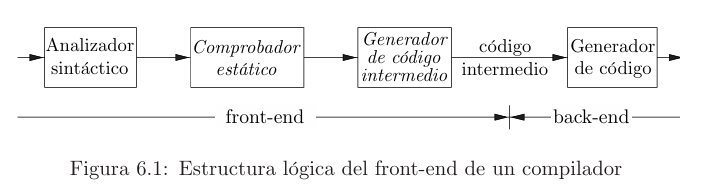 Analizador
sintáctico
Comprobador
estático
Generador
de código
intermedio
código
intermedio
Generador
de código
front-end
back-end
Figura 6.1: Estructura lógica del front-end de un compilador